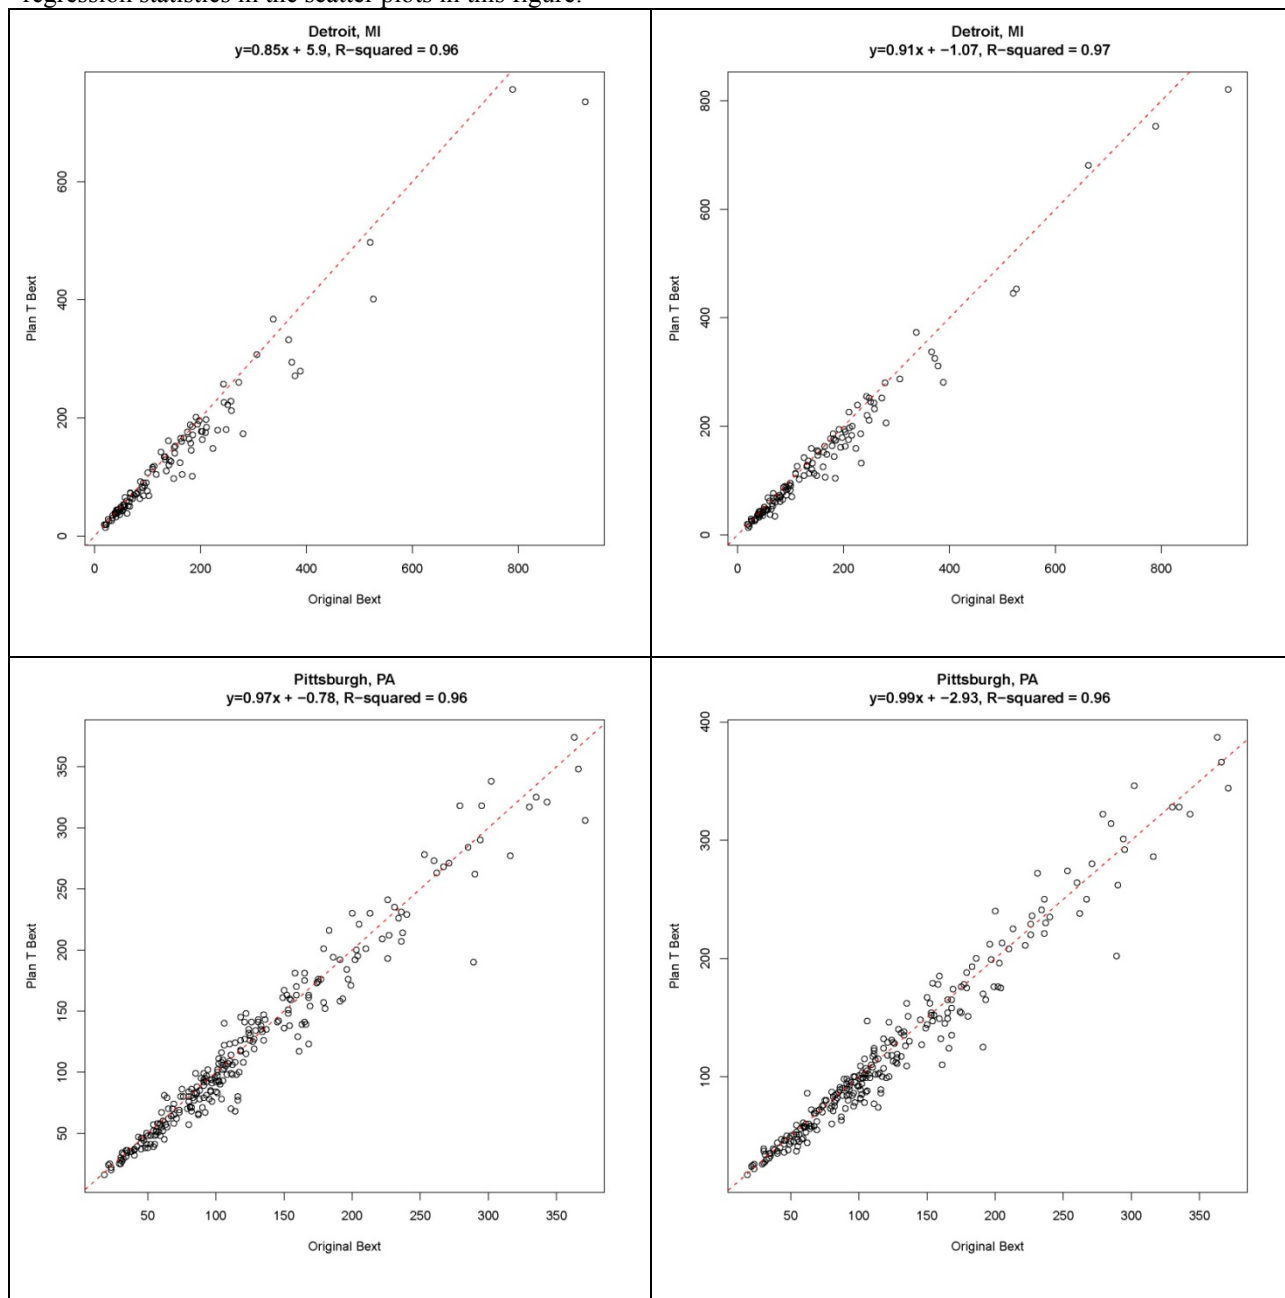 regression statistics in the scatter plots in this figure.
Detroit, MI
y=0.85x + 5.9, R−squared = 0.96
Plan T Bext
600
400
200
0
0 200 400 600 800
Original Bext
Detroit, MI
y=0.91x + −1.07, R−squared = 0.97
Plan T Bext
800
600
400
200
0
0 200 400 600 800
Original Bext
Pittsburgh, PA
y=0.97x + −0.78, R−squared = 0.96
Plan T Bext
350
300
250
200
150
100
50
50 100 150 200 250 300 350
Original Bext
Pittsburgh, PA
y=0.99x + −2.93, R−squared = 0.96
Plan T Bext
400
300
200
100
50 100 150 200 250 300 350
Original Bext